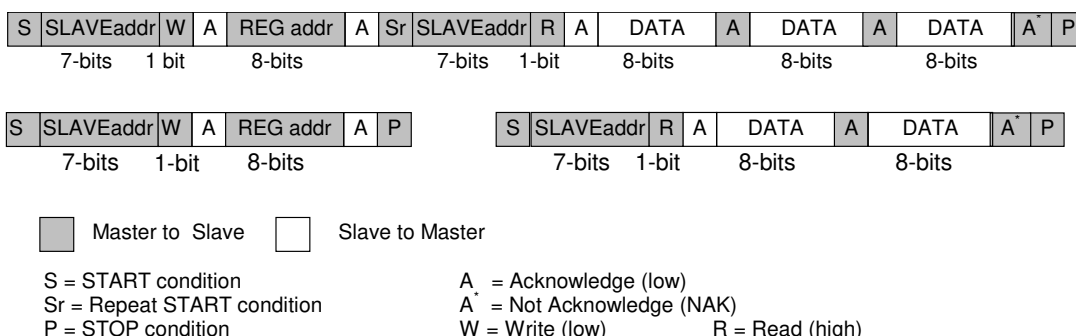 S SLAVEaddr W A REG addr A Sr SLAVEaddr R A DATA A DATA A DATA A* P
7-bits 1 bit 8-bits 7-bits 1-bit 8-bits 8-bits 8-bits
S SLAVEaddr W A REG addr A P S SLAVEaddr R A DATA A DATA A* P
7-bits 1-bit 8-bits 7-bits 1-bit 8-bits 8-bits
Master to Slave Slave to Master
S = START condition A = Acknowledge (low)
Sr = Repeat START condition A* = Not Acknowledge (NAK)
P = STOP condition W = Write (low) R = Read (high)